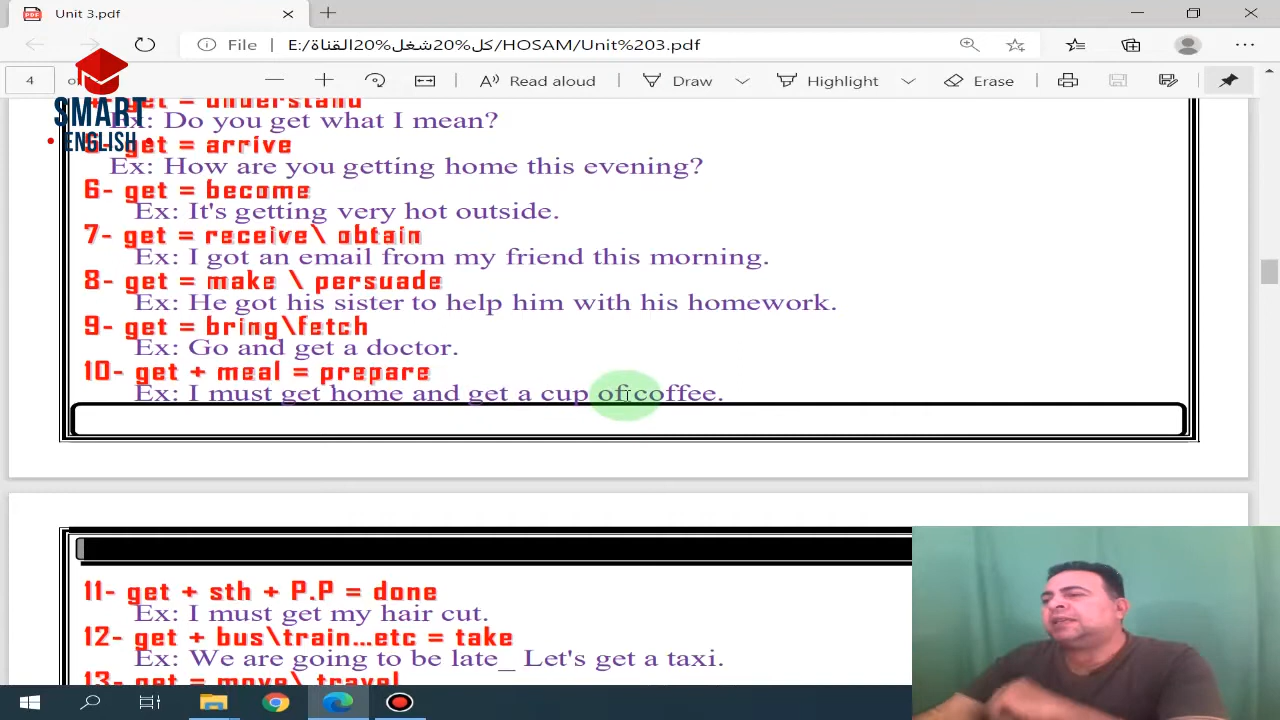 Unit 3.pdf
File
E:/كل%20شغل%20القناة/HOSAM/Unit%203.pdf
4
Read aloud
Draw
Highlight
Erase
SMART
ENGLISH
get = understand
Ex: Do you get what I mean?
get = arrive
Ex: How are you getting home this evening?
6- get = become
Ex: It's getting very hot outside.
7- get = receive\ obtain
Ex: I got an email from my friend this morning.
8- get = make \ persuade
Ex: He got his sister to help him with his homework.
9- get = bring\fetch
Ex: Go and get a doctor.
10- get + meal = prepare
Ex: I must get home and get a cup of coffee.
11- get + sth + P.P = done
Ex: I must get my hair cut.
12- get + bus\train...etc = take
Ex: We are going to be late_ Let's get a taxi.
13- get = move\ travel